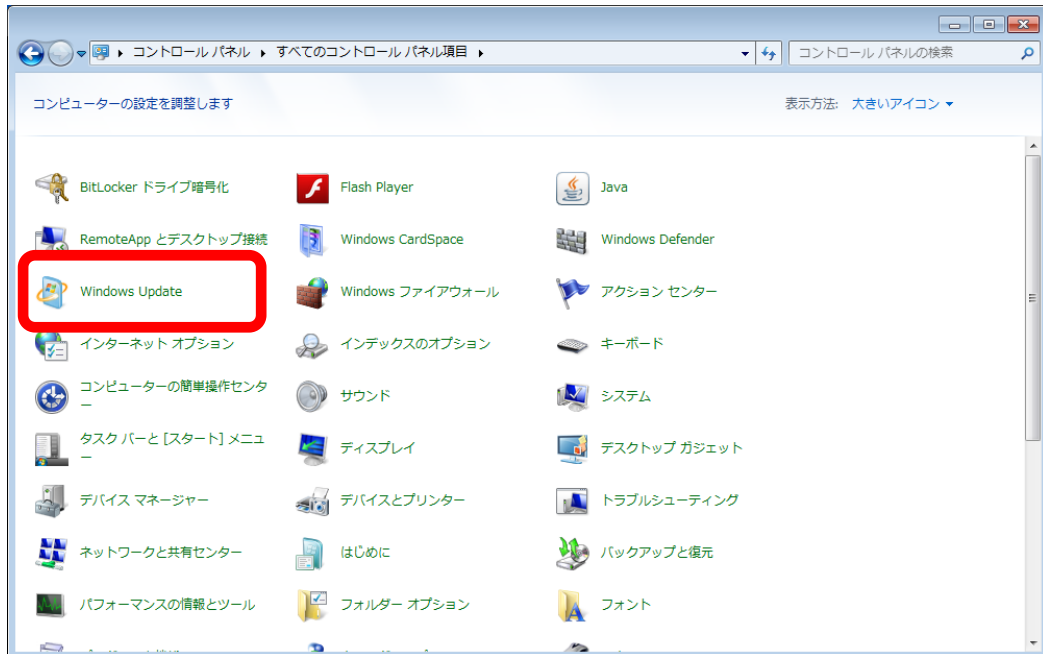 コントロール パネル ▸ すべてのコントロール パネル項目 ▸
コントロール パネルの検索
コンピューターの設定を調整します
表示方法: 大きいアイコン
BitLocker ドライブ暗号化
Flash Player
Java
RemoteApp とデスクトップ接続
Windows CardSpace
Windows Defender
Windows Update
Windows ファイアウォール
アクション センター
インターネット オプション
インデックスのオプション
キーボード
コンピューターの簡単操作センタ
ー
サウンド
システム
タスク バーと [スタート] メニュ
ー
ディスプレイ
デスクトップ ガジェット
デバイス マネージャー
デバイスとプリンター
トラブルシューティング
ネットワークと共有センター
はじめに
バックアップと復元
パフォーマンスの情報とツール
フォルダー オプション
フォント